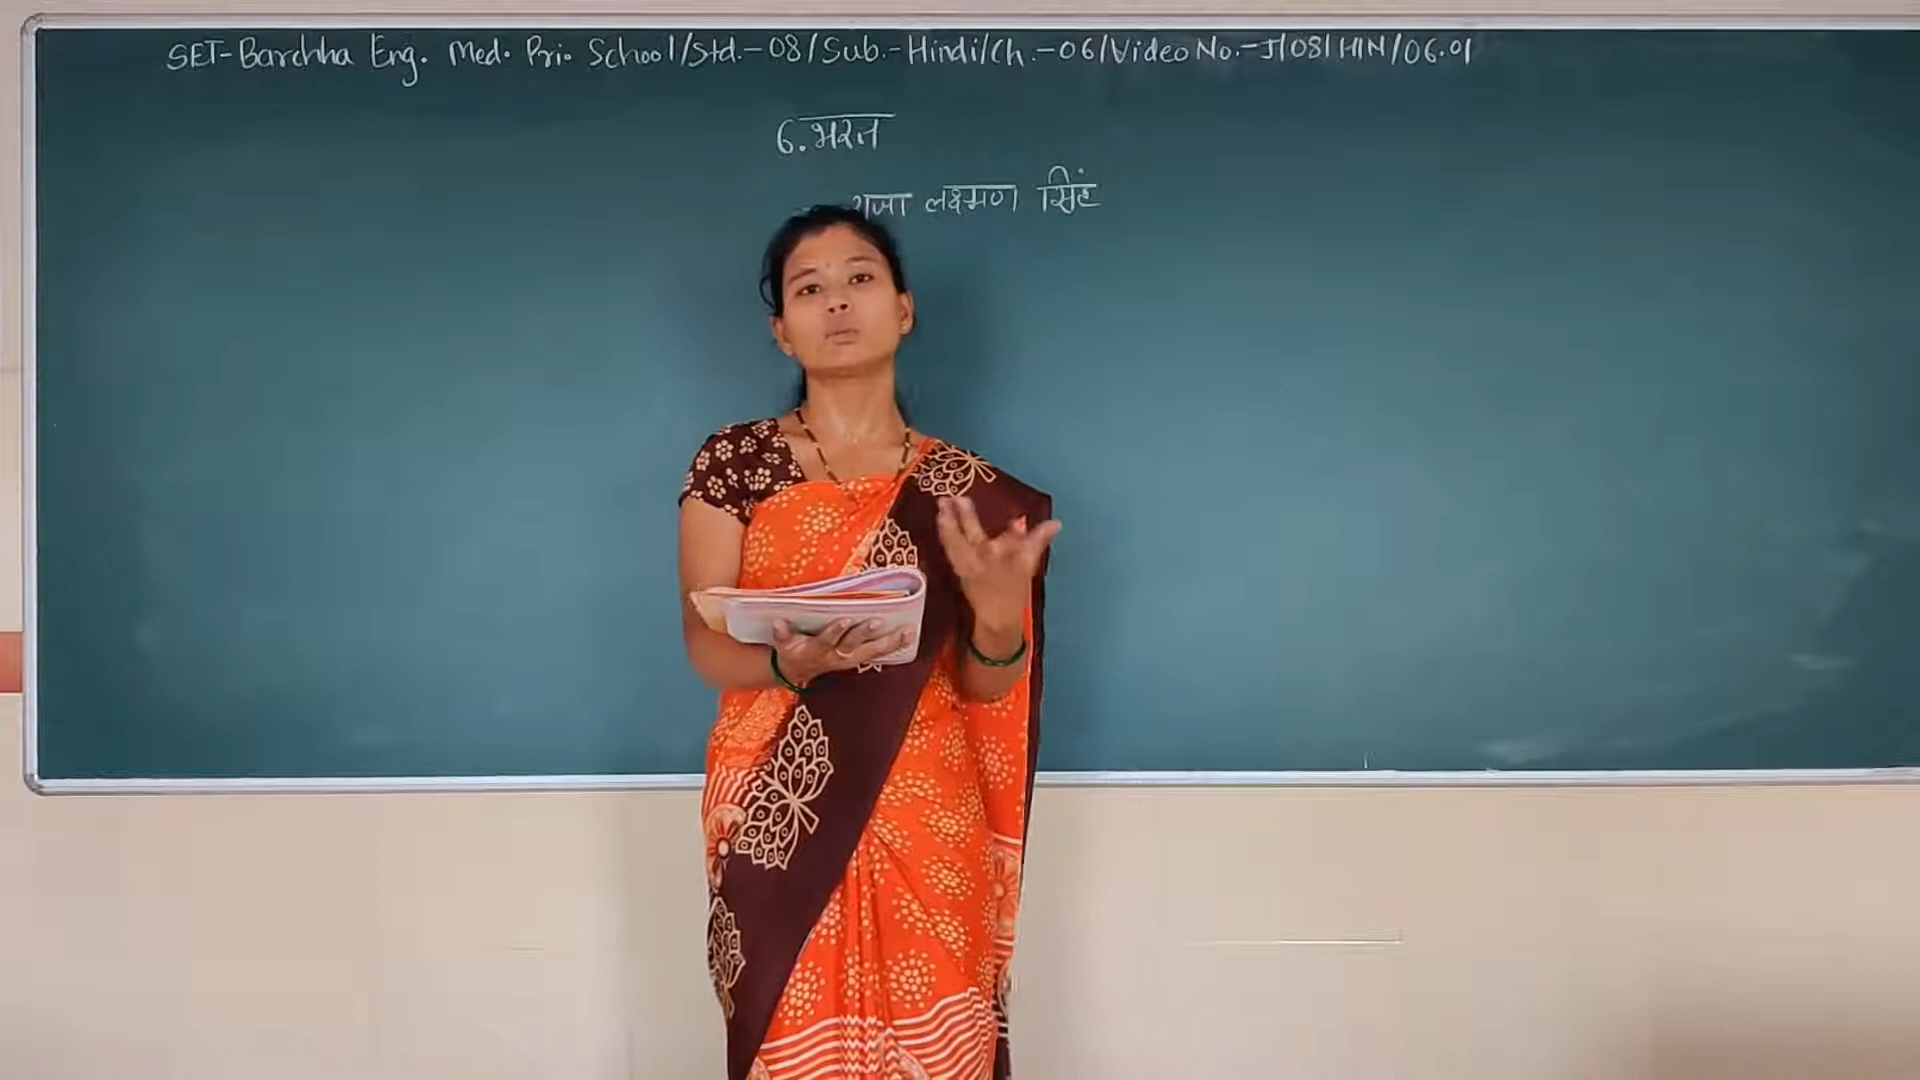 SET-Barchha Eng. Med. Pri. School/Std.-08/Sub.-Hindi/Ch.-06/Video No.-J/08/HIN/06.01
6. भरत
राजा लक्ष्मण सिंह